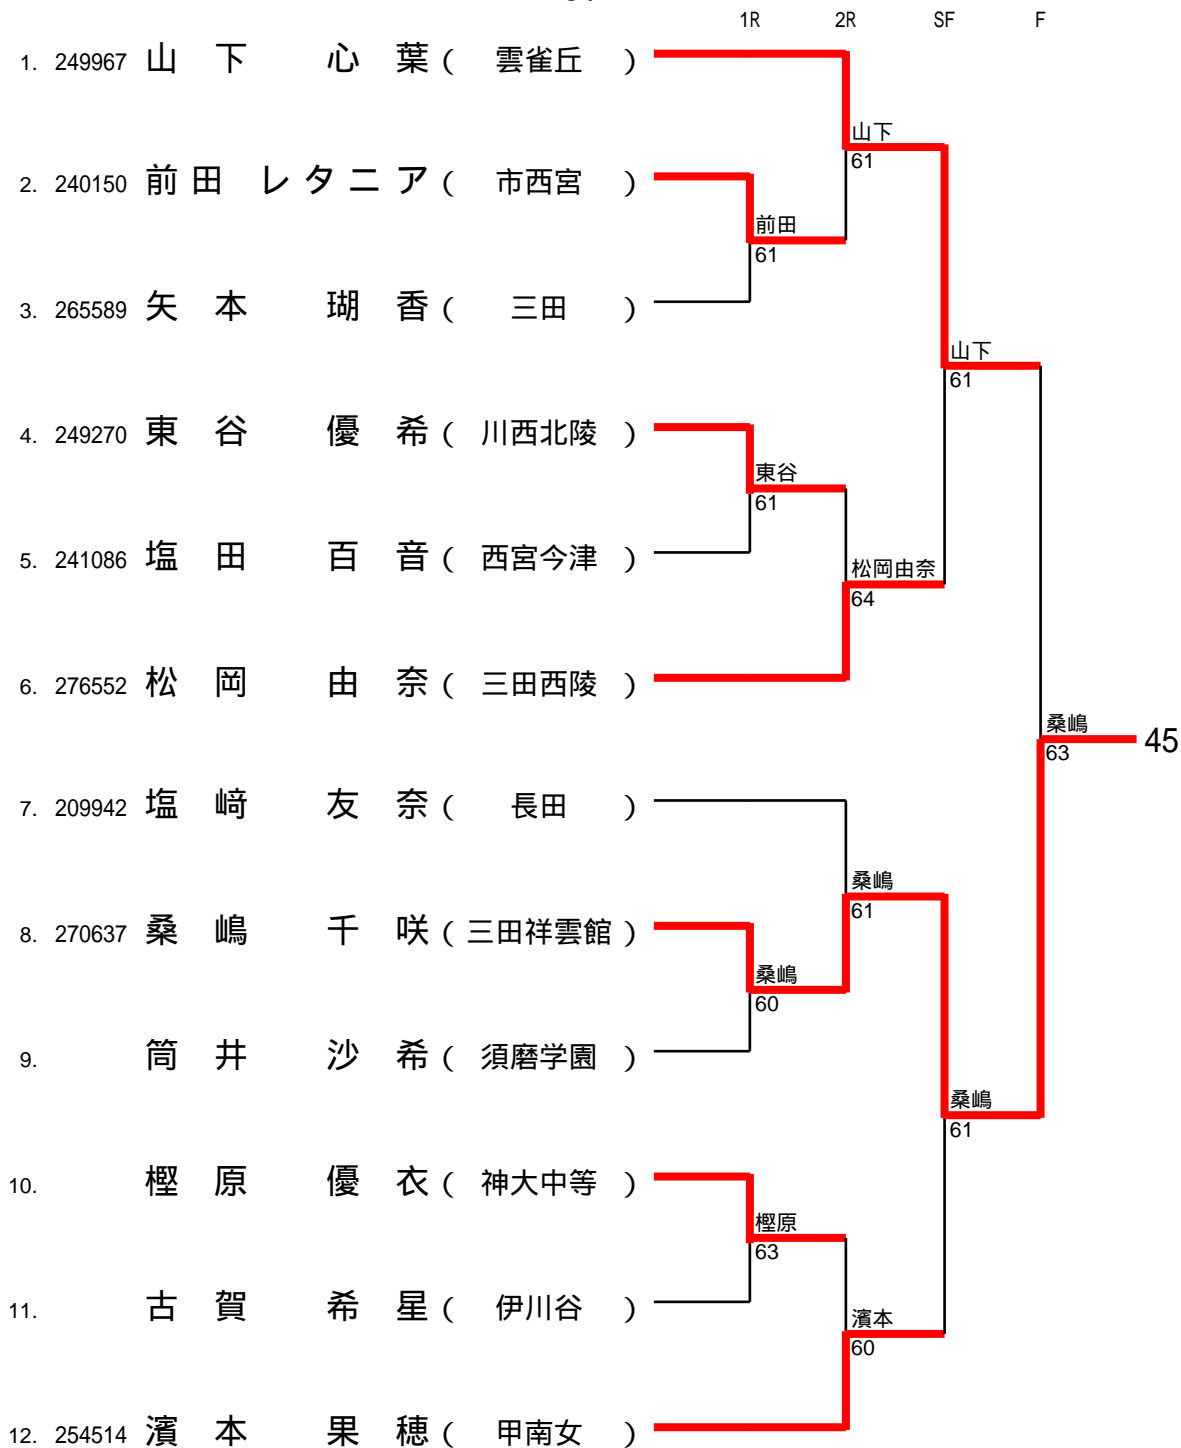 1R 2R SF F
1. 249967 山下 心葉 ( 雲雀丘 )
山下
61
2. 240150 前田 レタニア ( 市西宮 )
前田
61
3. 265589 矢本 瑚香 ( 三田 )
山下
61
4. 249270 東谷 優希 ( 川西北陵 )
東谷
61
5. 241086 塩田 百音 ( 西宮今津 )
松岡由奈
64
6. 276552 松岡 由奈 ( 三田西陵 )
桑嶋 45
63
7. 209942 塩﨑 友奈 ( 長田 )
桑嶋
61
8. 270637 桑嶋 千咲 ( 三田祥雲館 )
桑嶋
60
9. 筒井 沙希 ( 須磨学園 )
桑嶋
61
10. 樫原 優衣 ( 神大中等 )
樫原
63
11. 古賀 希星 ( 伊川谷 )
濱本
60
12. 254514 濱本 果穂 ( 甲南女 )